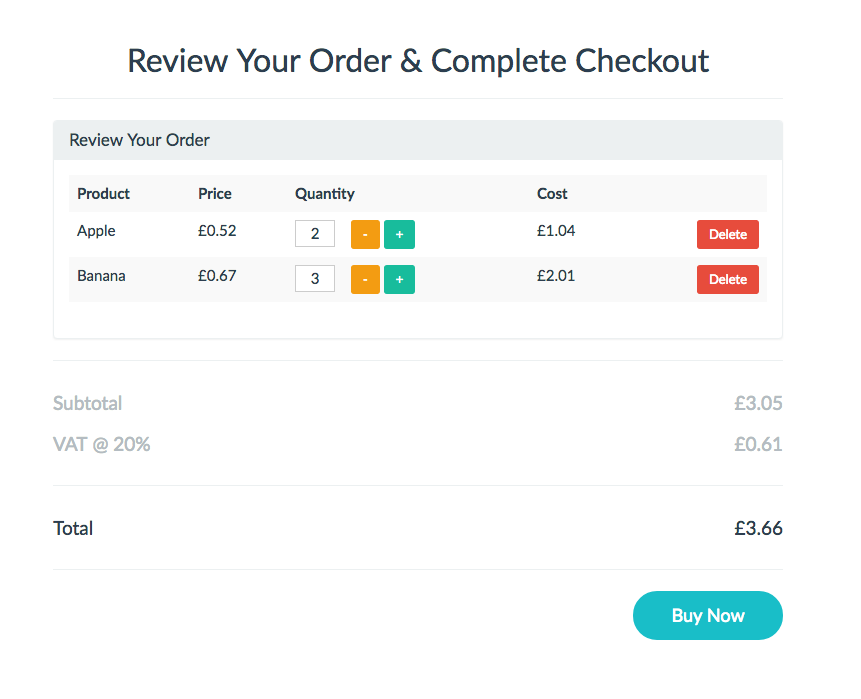 Review Your Order & Complete Checkout
Review Your Order
Product Price Quantity Cost
Apple £0.52 2 - + £1.04 Delete
Banana £0.67 3 - + £2.01 Delete
Subtotal £3.05
VAT @ 20% £0.61
Total £3.66
Buy Now